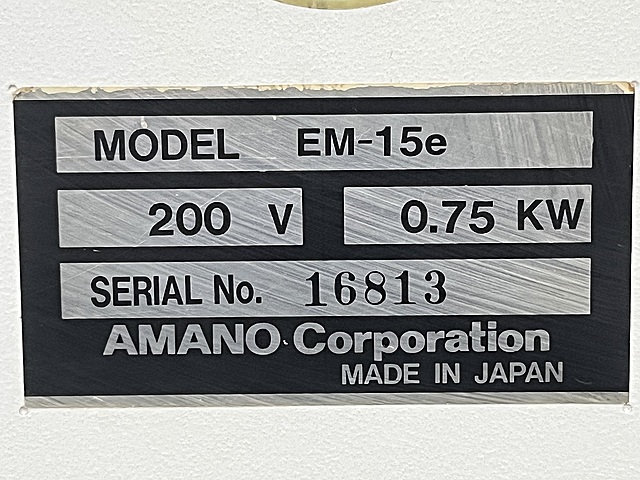 MODEL EM-15e
200 V 0.75 KW
SERIAL No. 16813
AMANO Corporation
MADE IN JAPAN